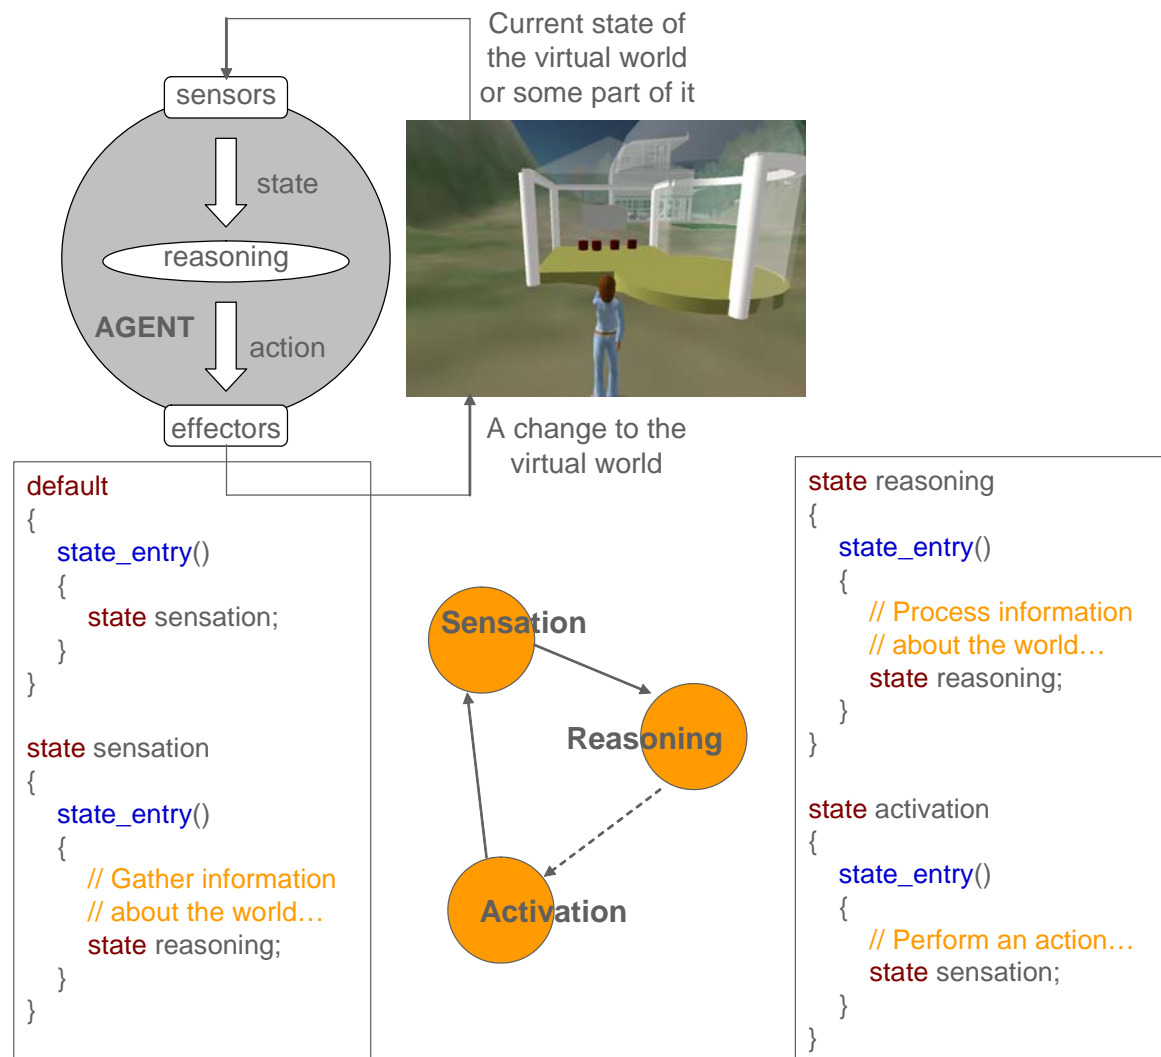 Current state of
the virtual world
or some part of it
sensors
state
reasoning
AGENT
action
effectors
A change to the
virtual world
default
{
state_entry()
{
state sensation;
}
}
state sensation
{
state_entry()
{
// Gather information
// about the world…
state reasoning;
}
}
Sensation
Reasoning
Activation
state reasoning
{
state_entry()
{
// Process information
// about the world…
state reasoning;
}
}
state activation
{
state_entry()
{
// Perform an action…
state sensation;
}
}